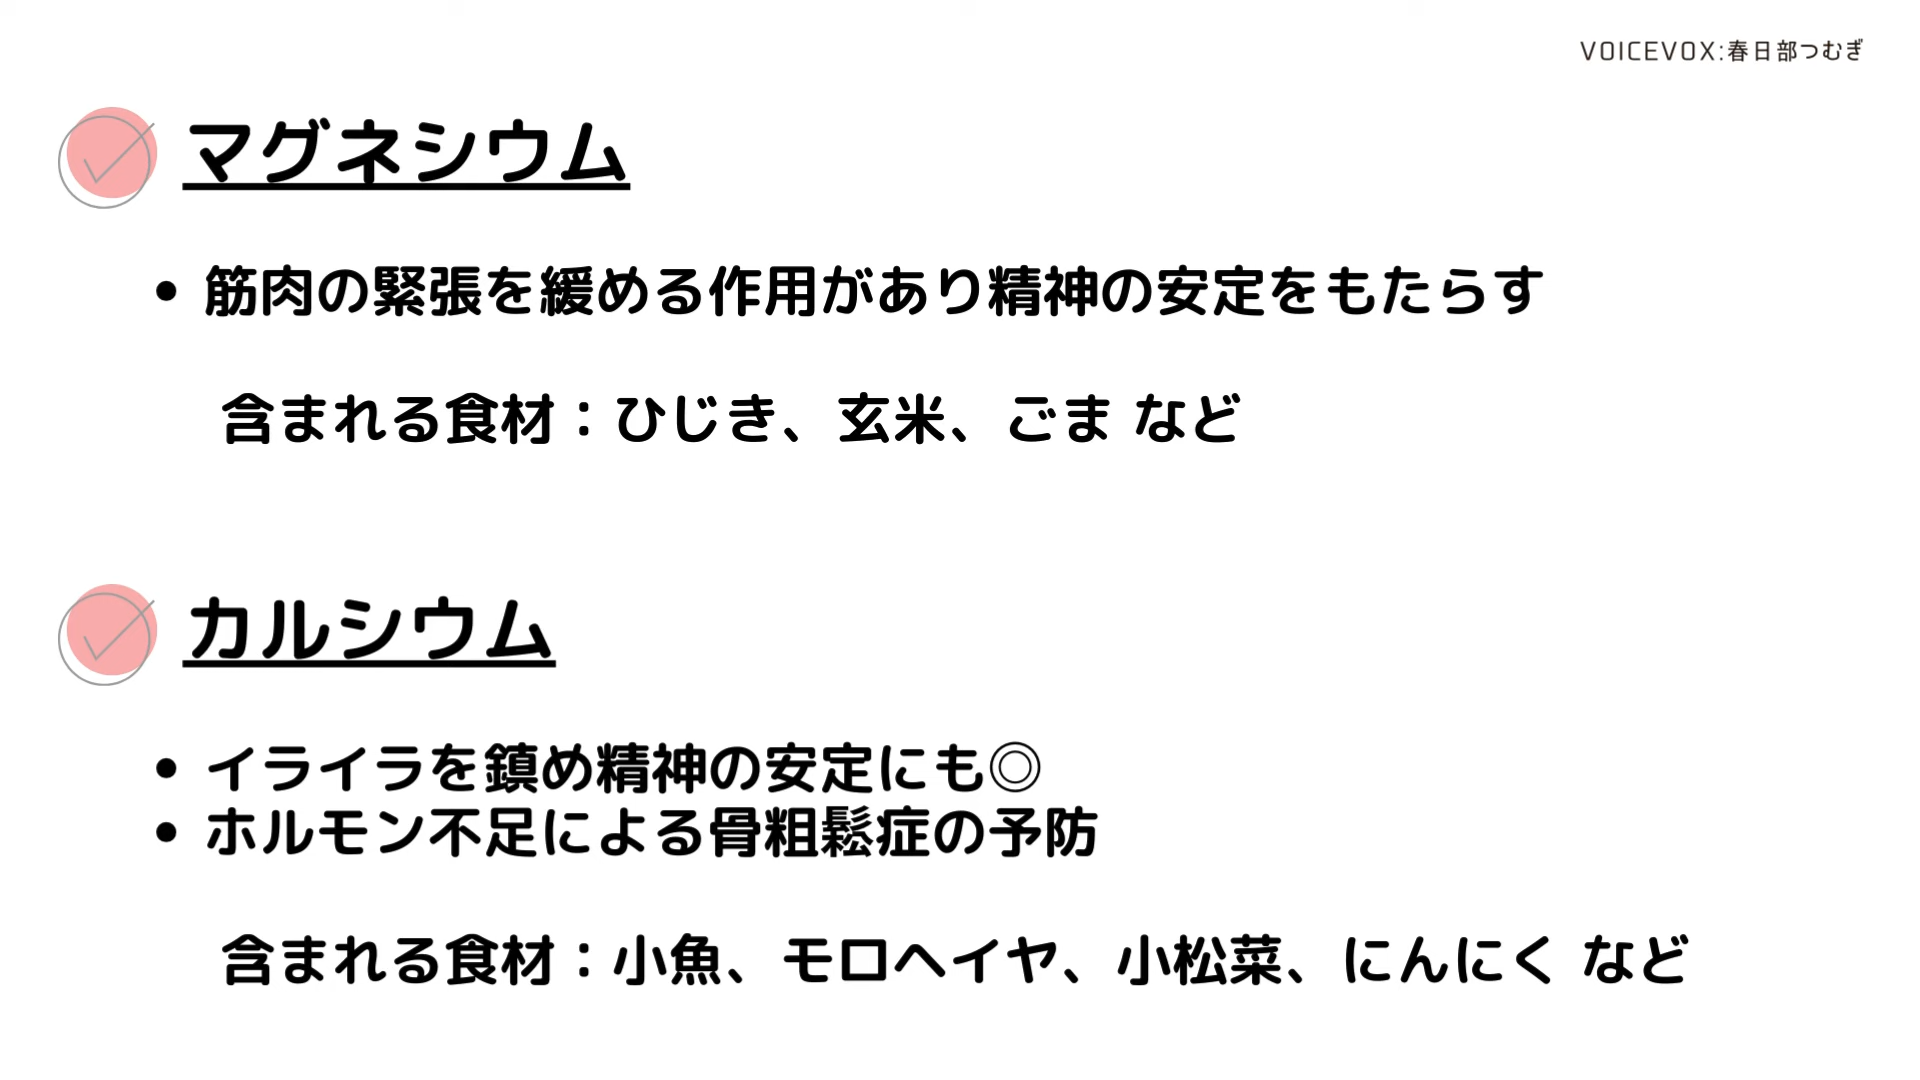 VOICEVOX:春日部つむぎ
マグネシウム
• 筋肉の緊張を緩める作用があり精神の安定をもたらす
含まれる食材：ひじき、玄米、ごま など
カルシウム
• イライラを鎮め精神の安定にも◎
• ホルモン不足による骨粗鬆症の予防
含まれる食材：小魚、モロヘイヤ、小松菜、にんにく など